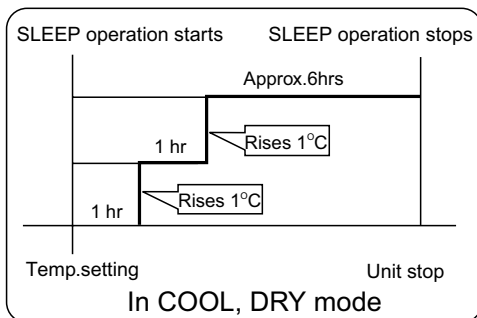 SLEEP operation starts
SLEEP operation stops
Approx.6hrs
1 hr
Rises 1°C
1 hr
Rises 1°C
Temp.setting
Unit stop
In COOL, DRY mode